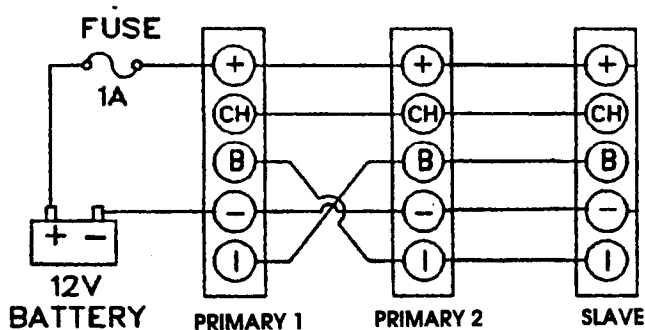 FUSE
1A
+ + +
CH CH CH
B B B
− − −
I I I
+ −
12V
BATTERY
PRIMARY 1 PRIMARY 2 SLAVE